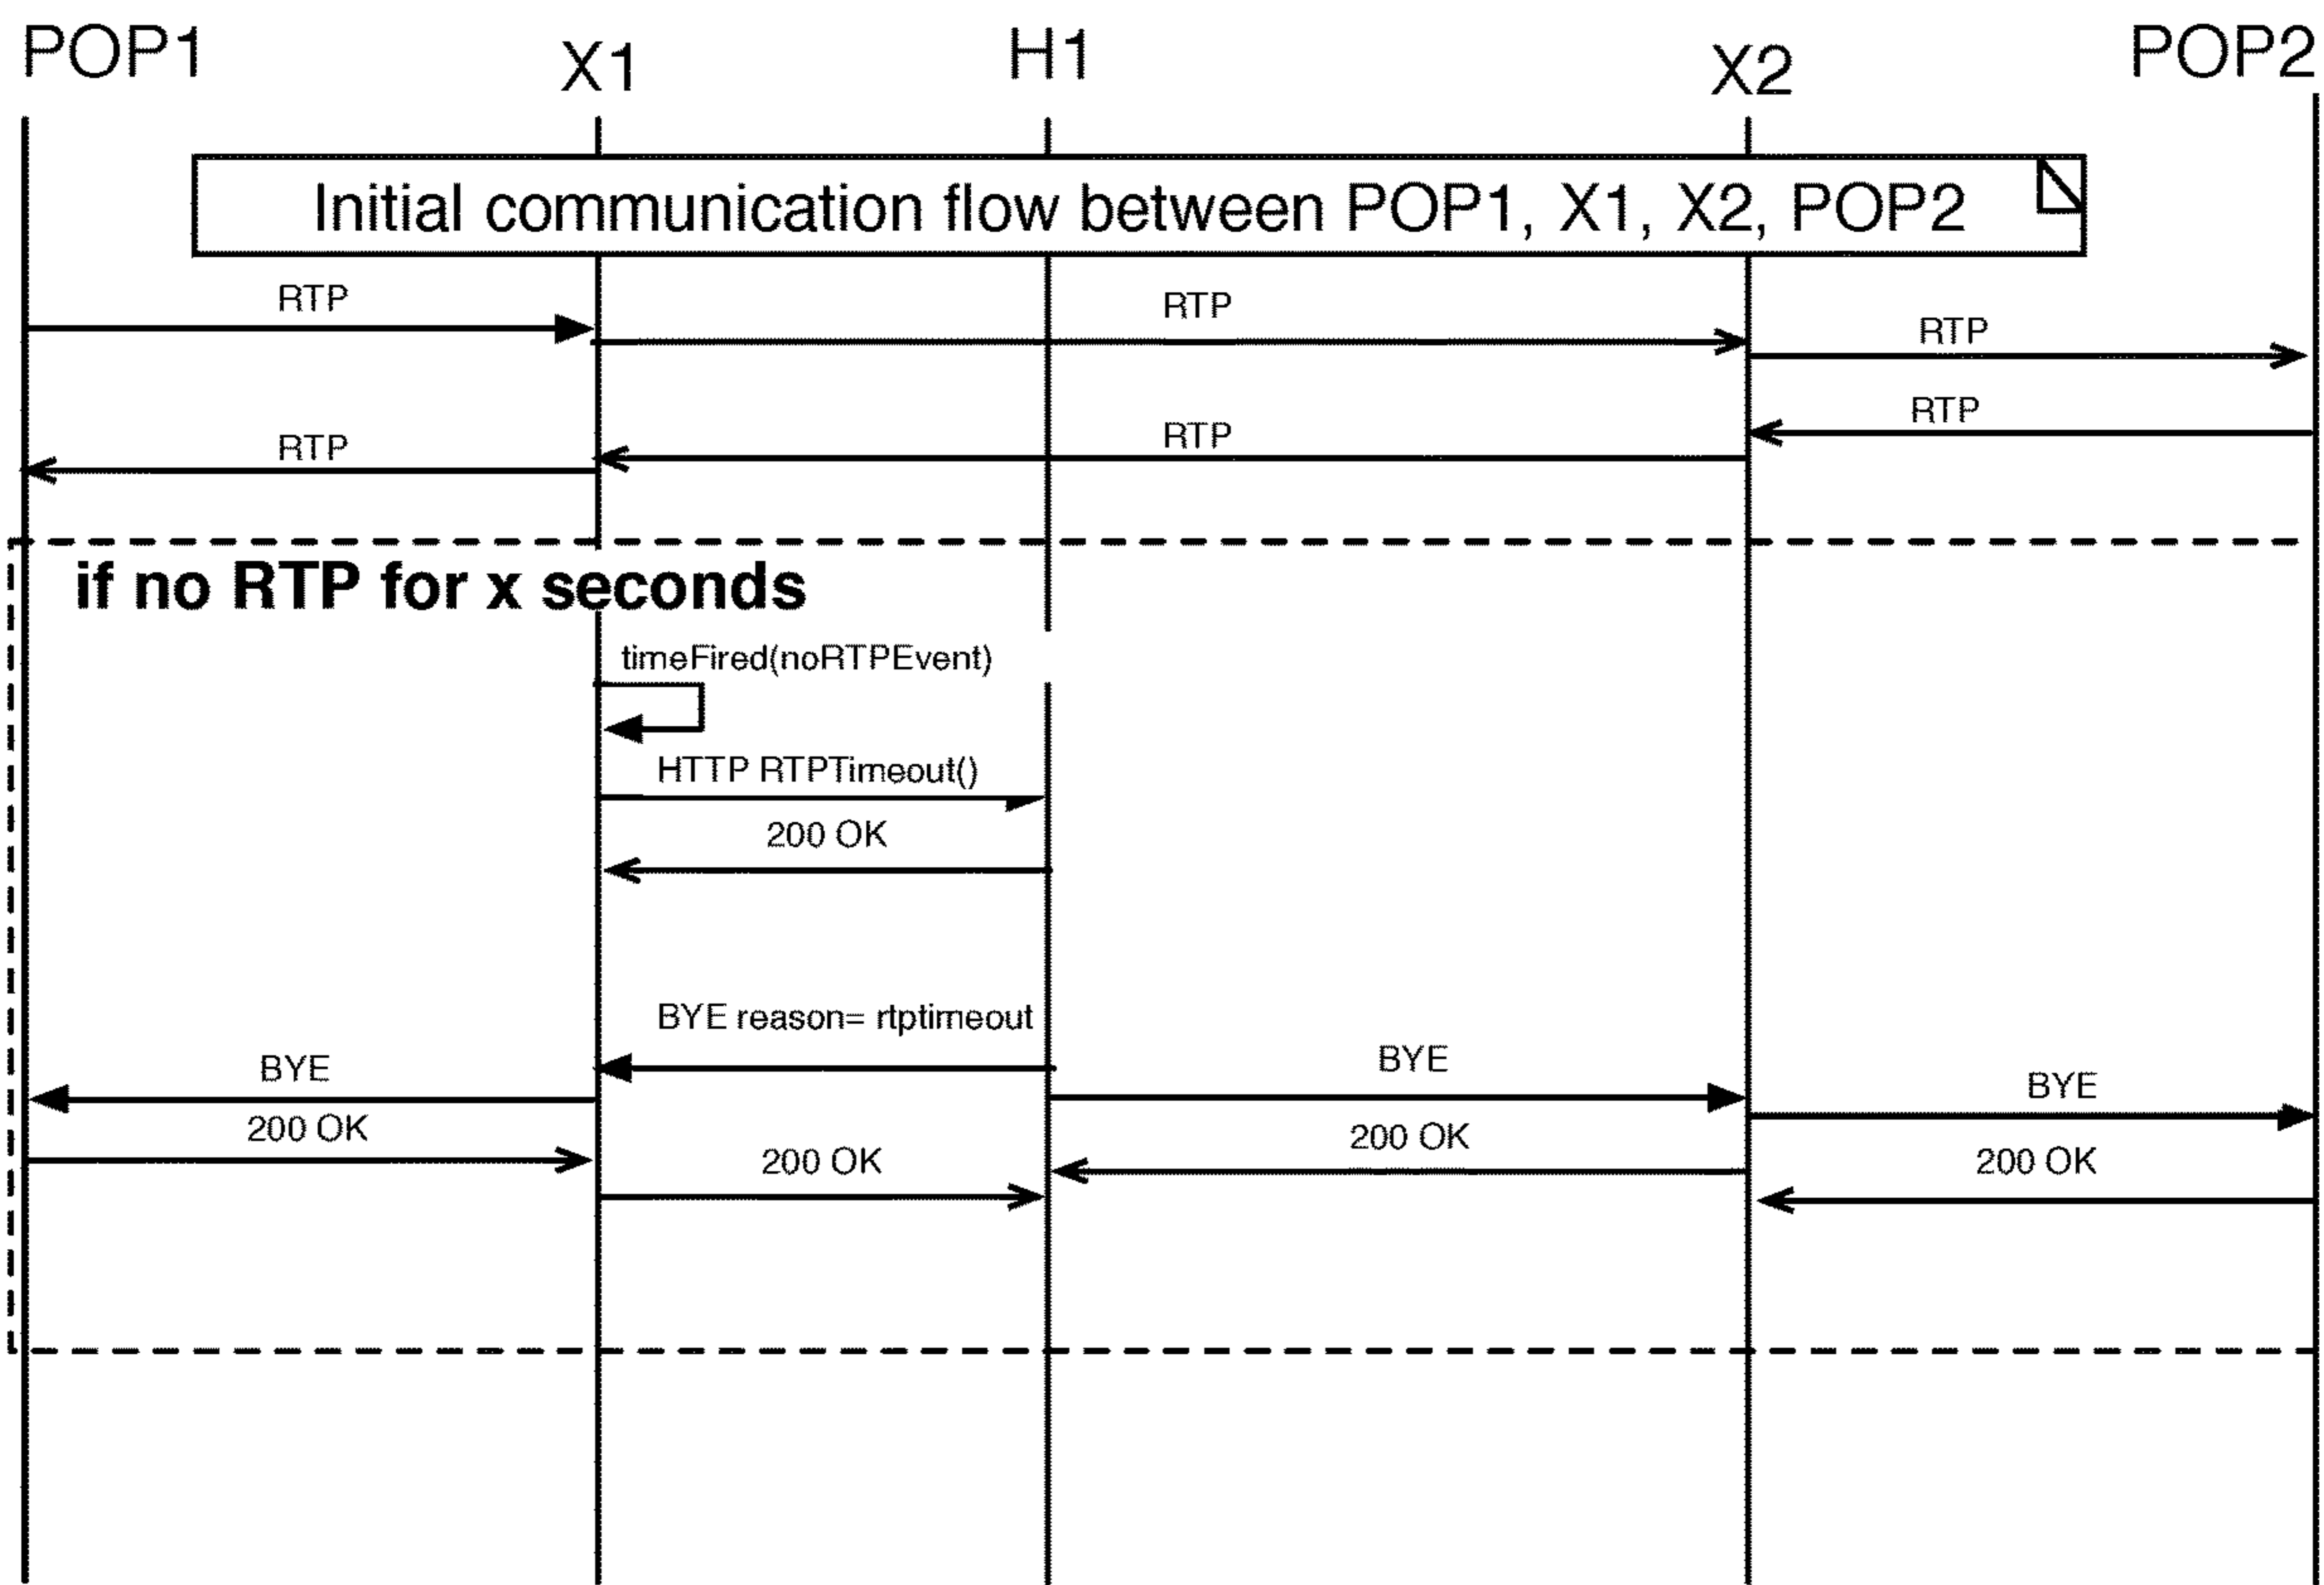 POP1
X1
H1
X2
POP2
Initial communication flow between POP1, X1, X2, POP2
RTP
RTP
RTP
RTP
RTP
RTP
if no RTP for x seconds
timeFired(noRTPEvent)
HTTP RTPTimeout()
200 OK
BYE reason= rtptimeout
BYE
BYE
BYE
200 OK
200 OK
200 OK
200 OK